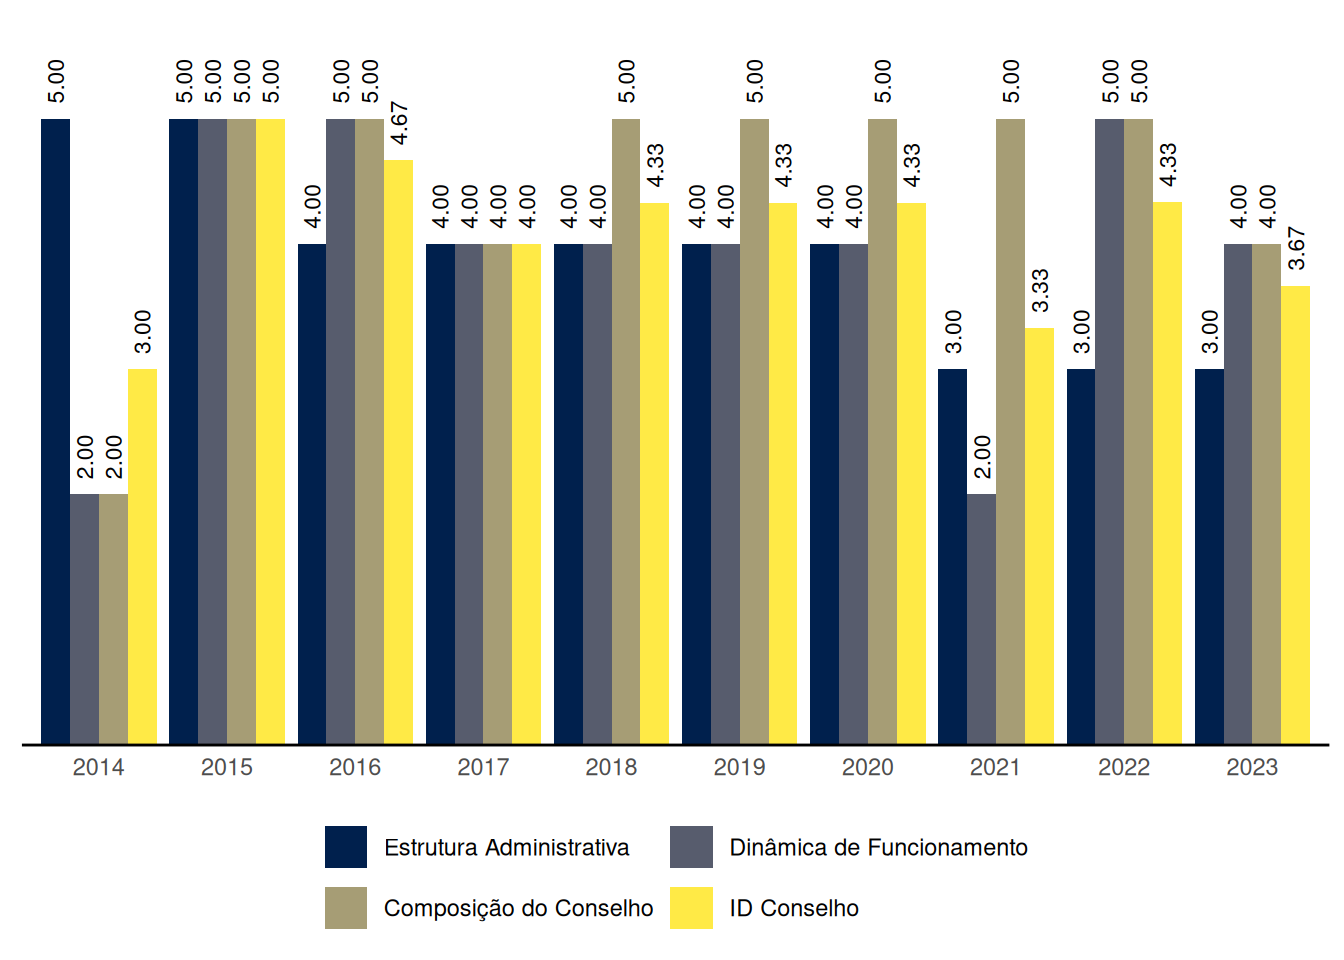 5.00 2.00 2.00 3.00 5.00 5.00 5.00 5.00 4.00 5.00 5.00 4.67 4.00 4.00 4.00 4.00 4.00 4.00 5.00 4.33 4.00 4.00 5.00 4.33 4.00 4.00 5.00 4.33 3.00 2.00 5.00 3.33 3.00 5.00 5.00 4.33 3.00 4.00 4.00 3.67
2014 2015 2016 2017 2018 2019 2020 2021 2022 2023
Estrutura Administrativa Dinâmica de Funcionamento
Composição do Conselho ID Conselho